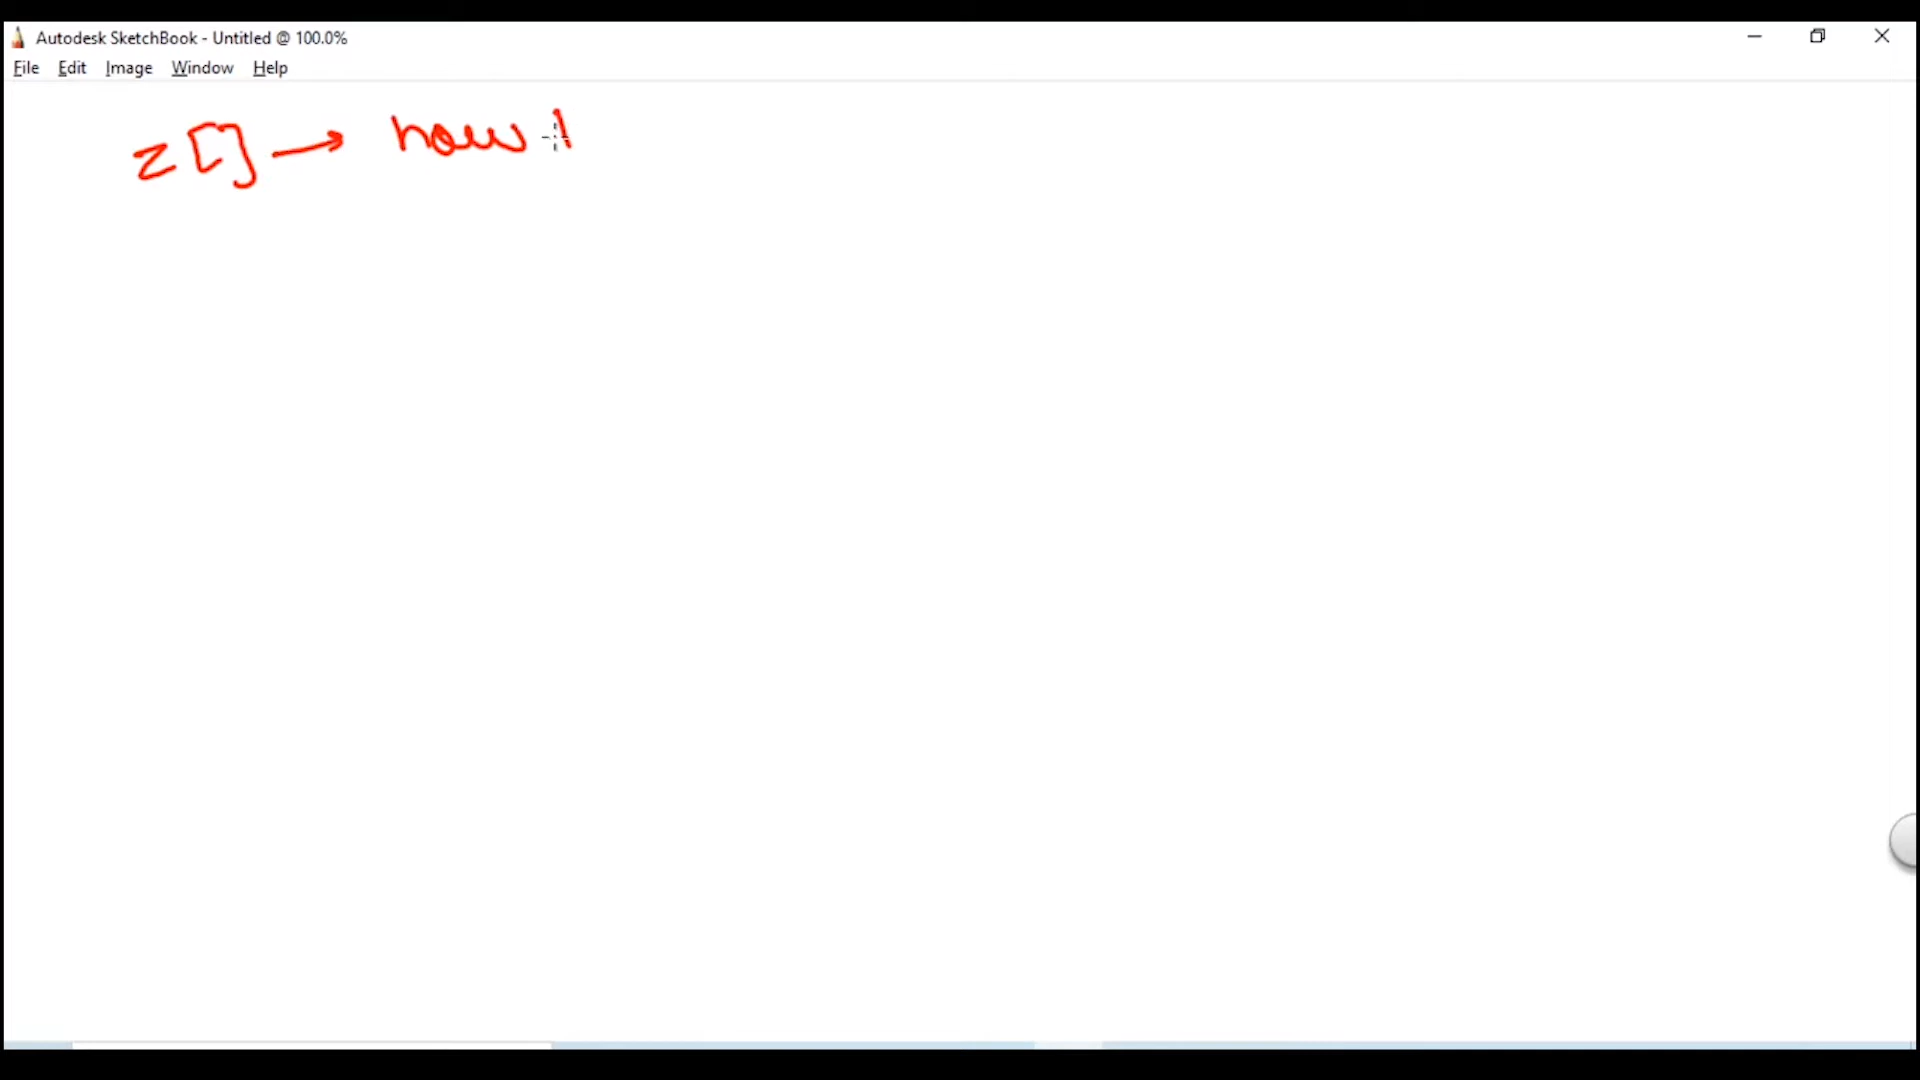 Autodesk SketchBook - Untitled @ 100.0%
File Edit Image Window Help
z[] → how